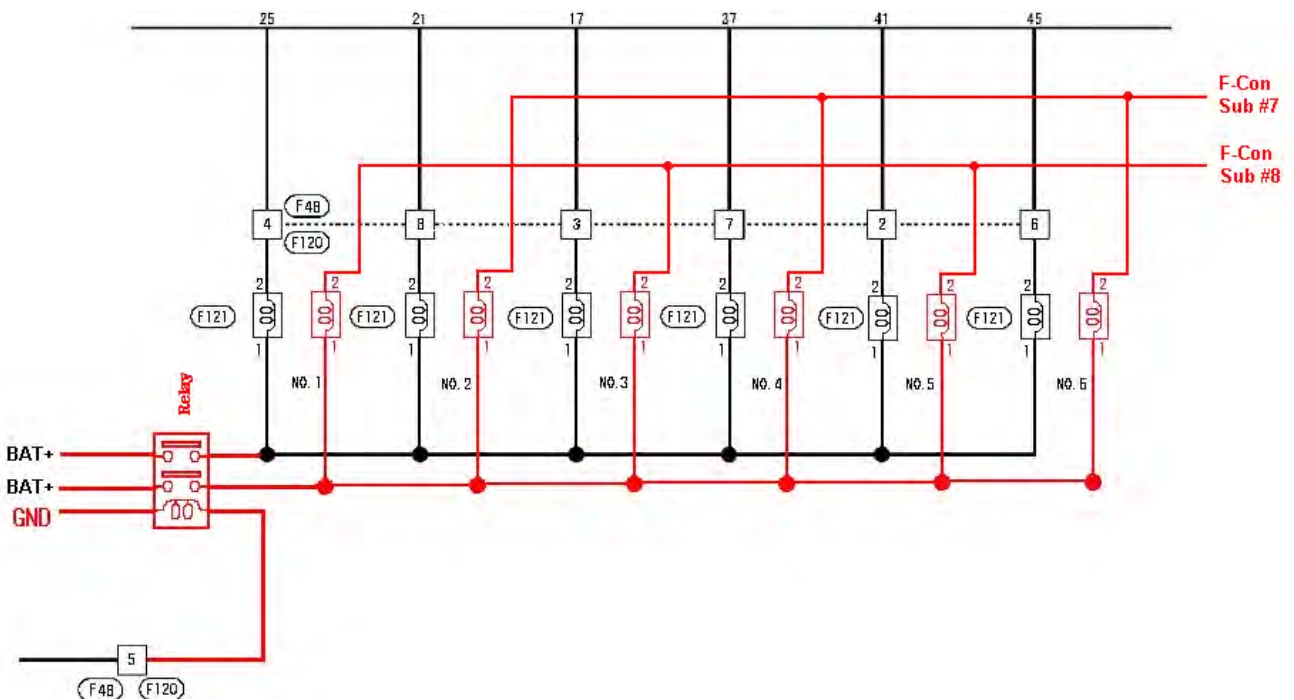 25 21 17 37 41 45
F-Con
Sub #7
F-Con
Sub #8
F48
4 8 3 7 2 6
F120
2 2 2 2 2 2 2 2 2 2 2 2
F121 F121 F121 F121 F121 F121
1 1 1 1 1 1 1 1 1 1 1 1
NO. 1 NO. 2 NO. 3 NO. 4 NO. 5 NO. 6
Relay
BAT+
BAT+
GND
5
F48 F120